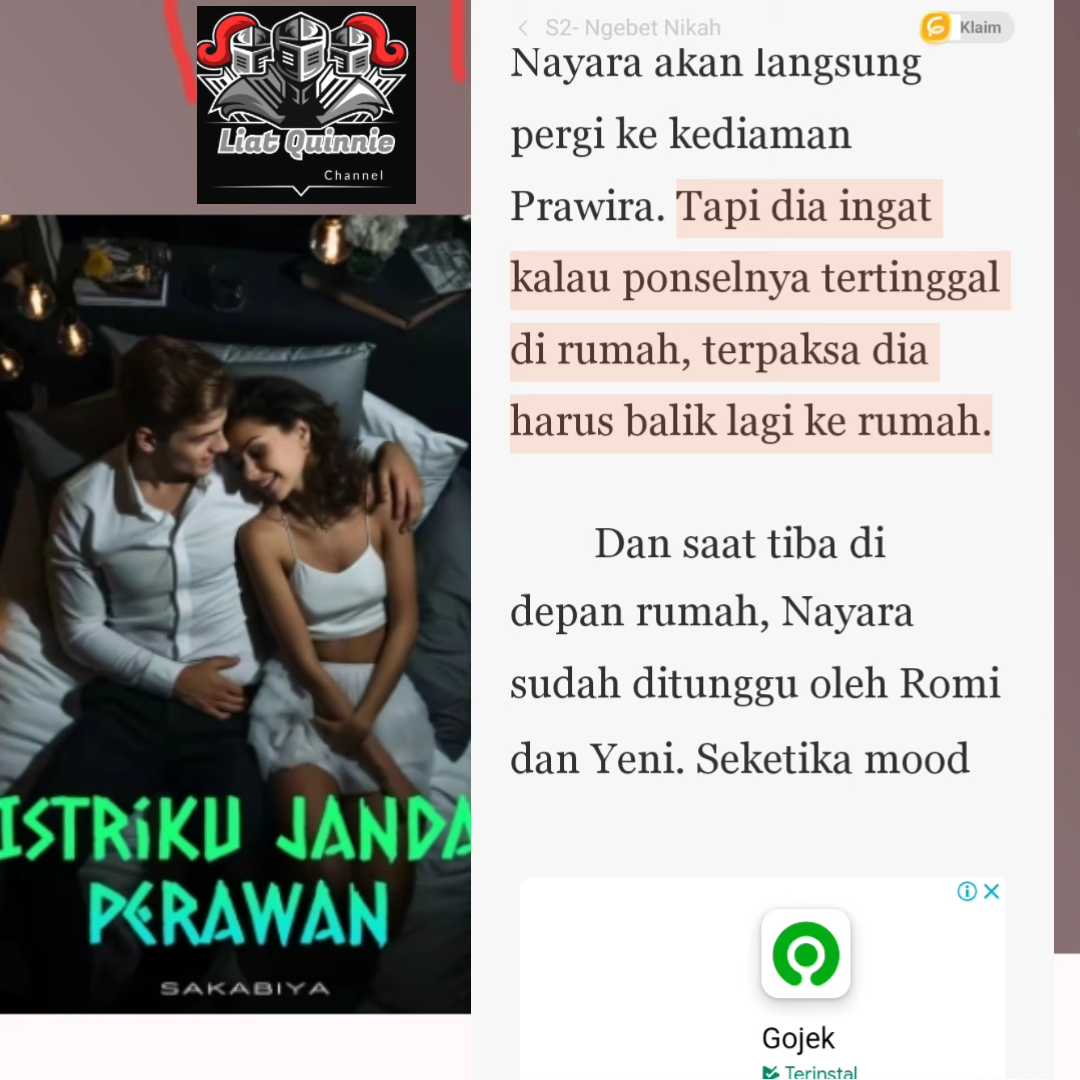 Liat Quinnie
Channel
ISTRIKU JANDA
PERAWAN
SAKABIYA
S2- Ngebet Nikah
Klaim
Nayara akan langsung
pergi ke kediaman
Prawira. Tapi dia ingat
kalau ponselnya tertinggal
di rumah, terpaksa dia
harus balik lagi ke rumah.
Dan saat tiba di
depan rumah, Nayara
sudah ditunggu oleh Romi
dan Yeni. Seketika mood
Gojek
Terinstal